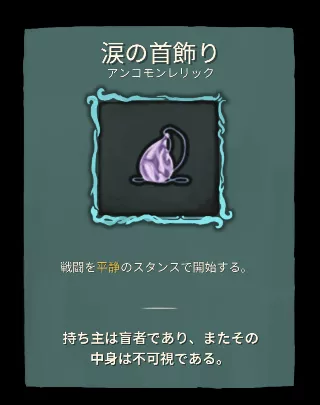 涙の首飾り
アンコモンレリック
戦闘を平静のスタンスで開始する。
持ち主は盲者であり、またその
中身は不可視である。